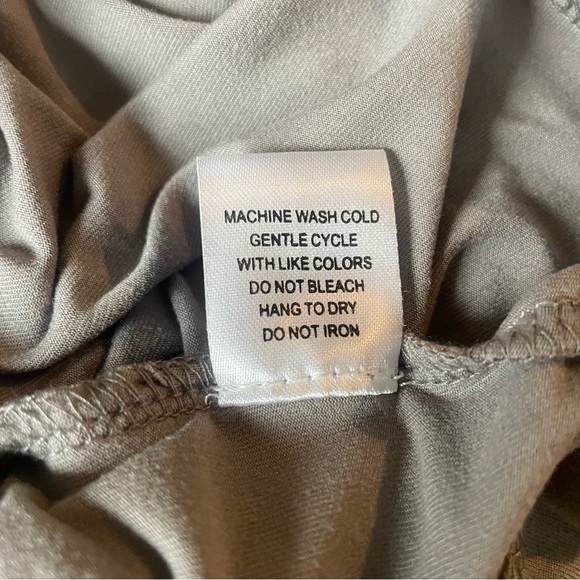 MACHINE WASH COLD
GENTLE CYCLE
WITH LIKE COLORS
DO NOT BLEACH
HANG TO DRY
DO NOT IRON